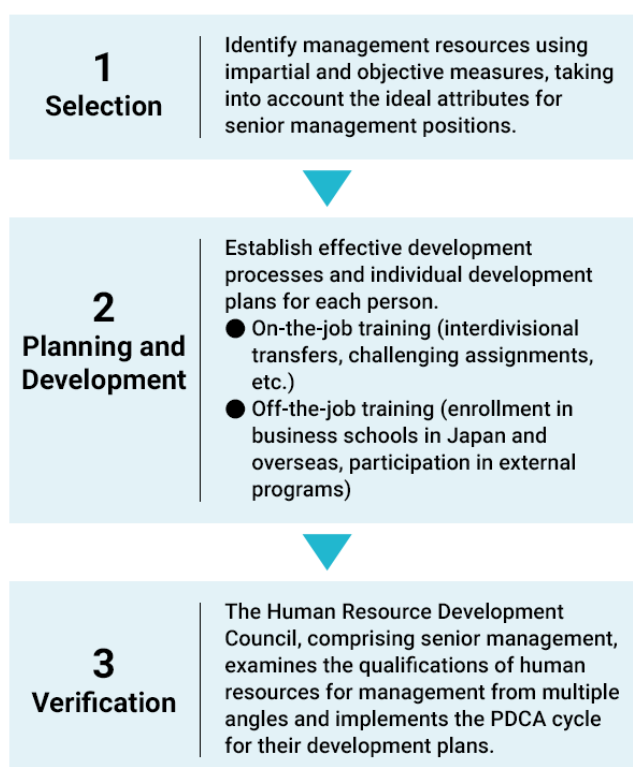 1
Selection
Identify management resources using
impartial and objective measures, taking
into account the ideal attributes for
senior management positions.
2
Planning and
Development
Establish effective development
processes and individual development
plans for each person.
● On-the-job training (interdivisional
transfers, challenging assignments,
etc.)
● Off-the-job training (enrollment in
business schools in Japan and
overseas, participation in external
programs)
3
Verification
The Human Resource Development
Council, comprising senior management,
examines the qualifications of human
resources for management from multiple
angles and implements the PDCA cycle
for their development plans.